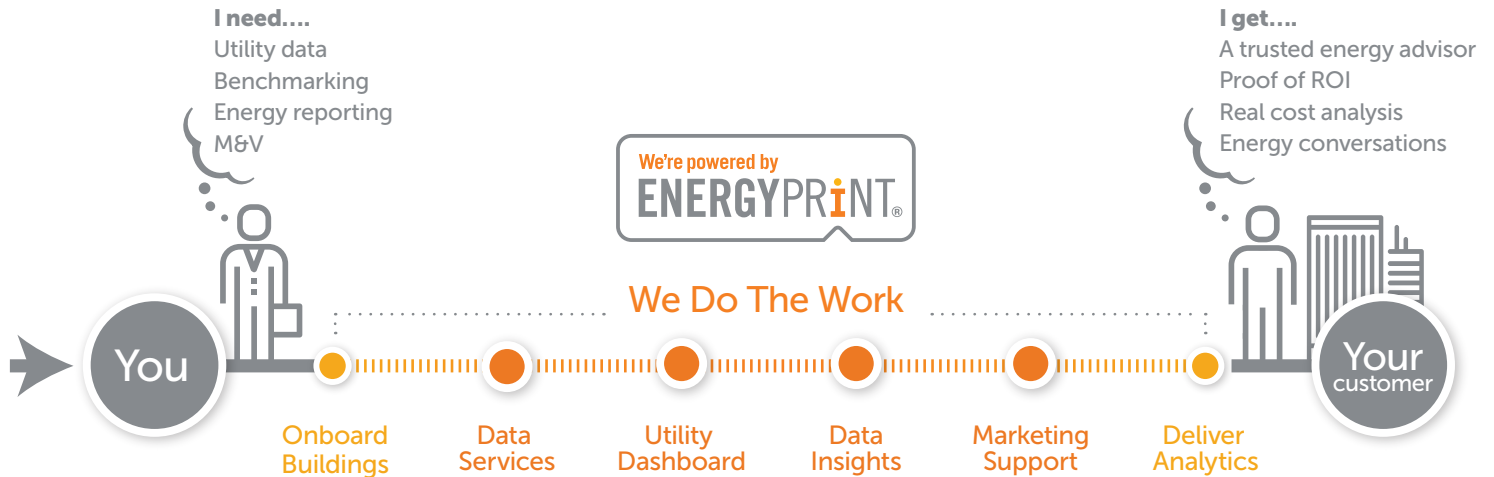 I need....
Utility data
Benchmarking
Energy reporting
M&V
I get....
A trusted energy advisor
Proof of ROI
Real cost analysis
Energy conversations
We're powered by
ENERGYPRiNT®
We Do The Work
You
Your
customer
Onboard
Buildings
Data
Services
Utility
Dashboard
Data
Insights
Marketing
Support
Deliver
Analytics